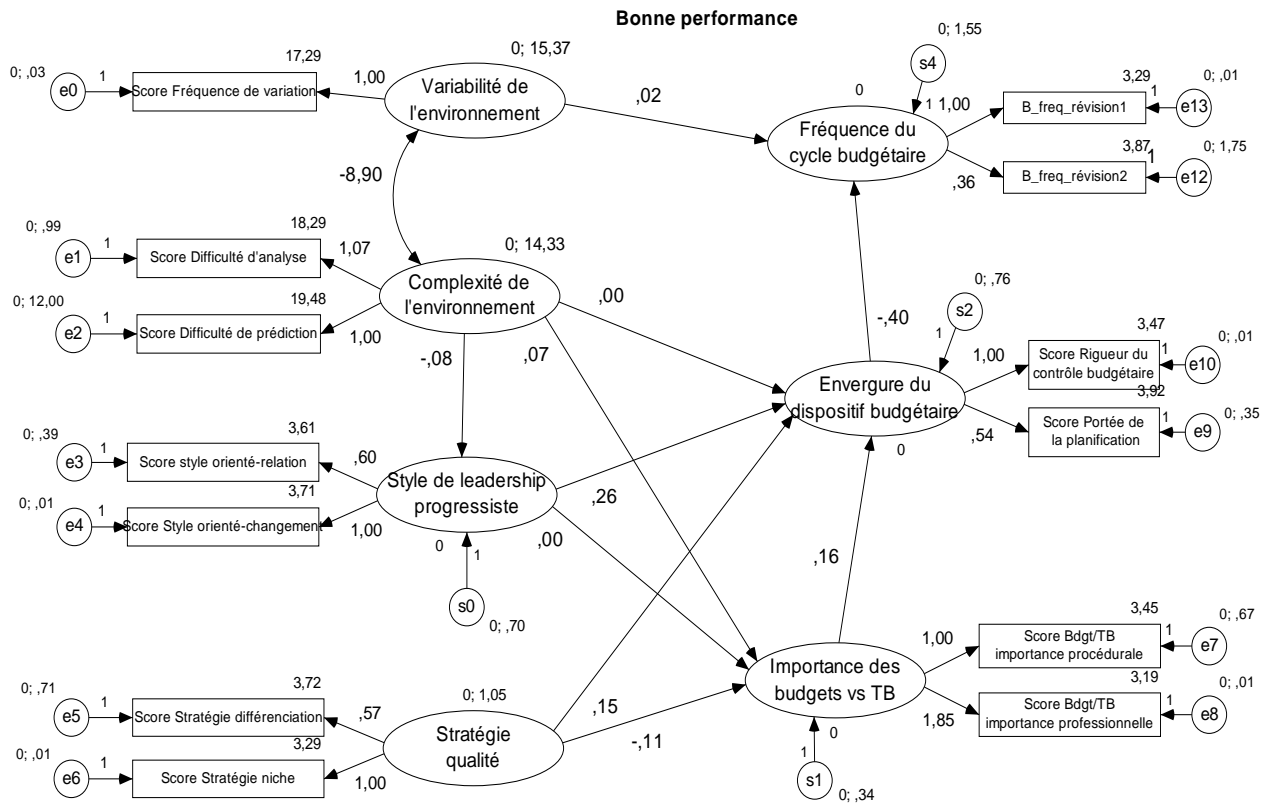 Bonne performance
0; ,03
e0
1
Score Fréquence de variation
17,29
1,00
0; 15,37
Variabilité de
l'environnement
,02
0; 1,55
s4
0
1
Fréquence du
cycle budgétaire
1,00
3,29
B_freq_révision1
1
0; ,01
e13
,36
3,87
B_freq_révision2
1
0; 1,75
e12
-8,90
0; ,99
e1
1
Score Difficulté d'analyse
18,29
1,07
0; 12,00
e2
1
Score Difficulté de prédiction
19,48
1,00
0; 14,33
Complexité de
l'environnement
,00
-,08
,07
-,40
0; ,76
s2
1
Envergure du
dispositif budgétaire
0
1,00
3,47
Score Rigueur du
contrôle budgétaire
1
0; ,01
e10
,54
3,92
Score Portée de
la planification
1
0; ,35
e9
0; ,39
e3
1
Score style orienté-relation
3,61
,60
0; ,01
e4
1
Score Style orienté-changement
3,71
1,00
Style de leadership
progressiste
0
1
s0
0; ,70
,26
,00
,16
0; ,71
e5
1
Score Stratégie différenciation
3,72
,57
0; ,01
e6
1
Score Stratégie niche
3,29
1,00
0; 1,05
Stratégie
qualité
,15
-,11
Importance des
budgets vs TB
0
1
s1
0; ,34
1,00
3,45
Score Bdgt/TB
importance procédurale
1
0; ,67
e7
1,85
3,19
Score Bdgt/TB
importance professionnelle
1
0; ,01
e8